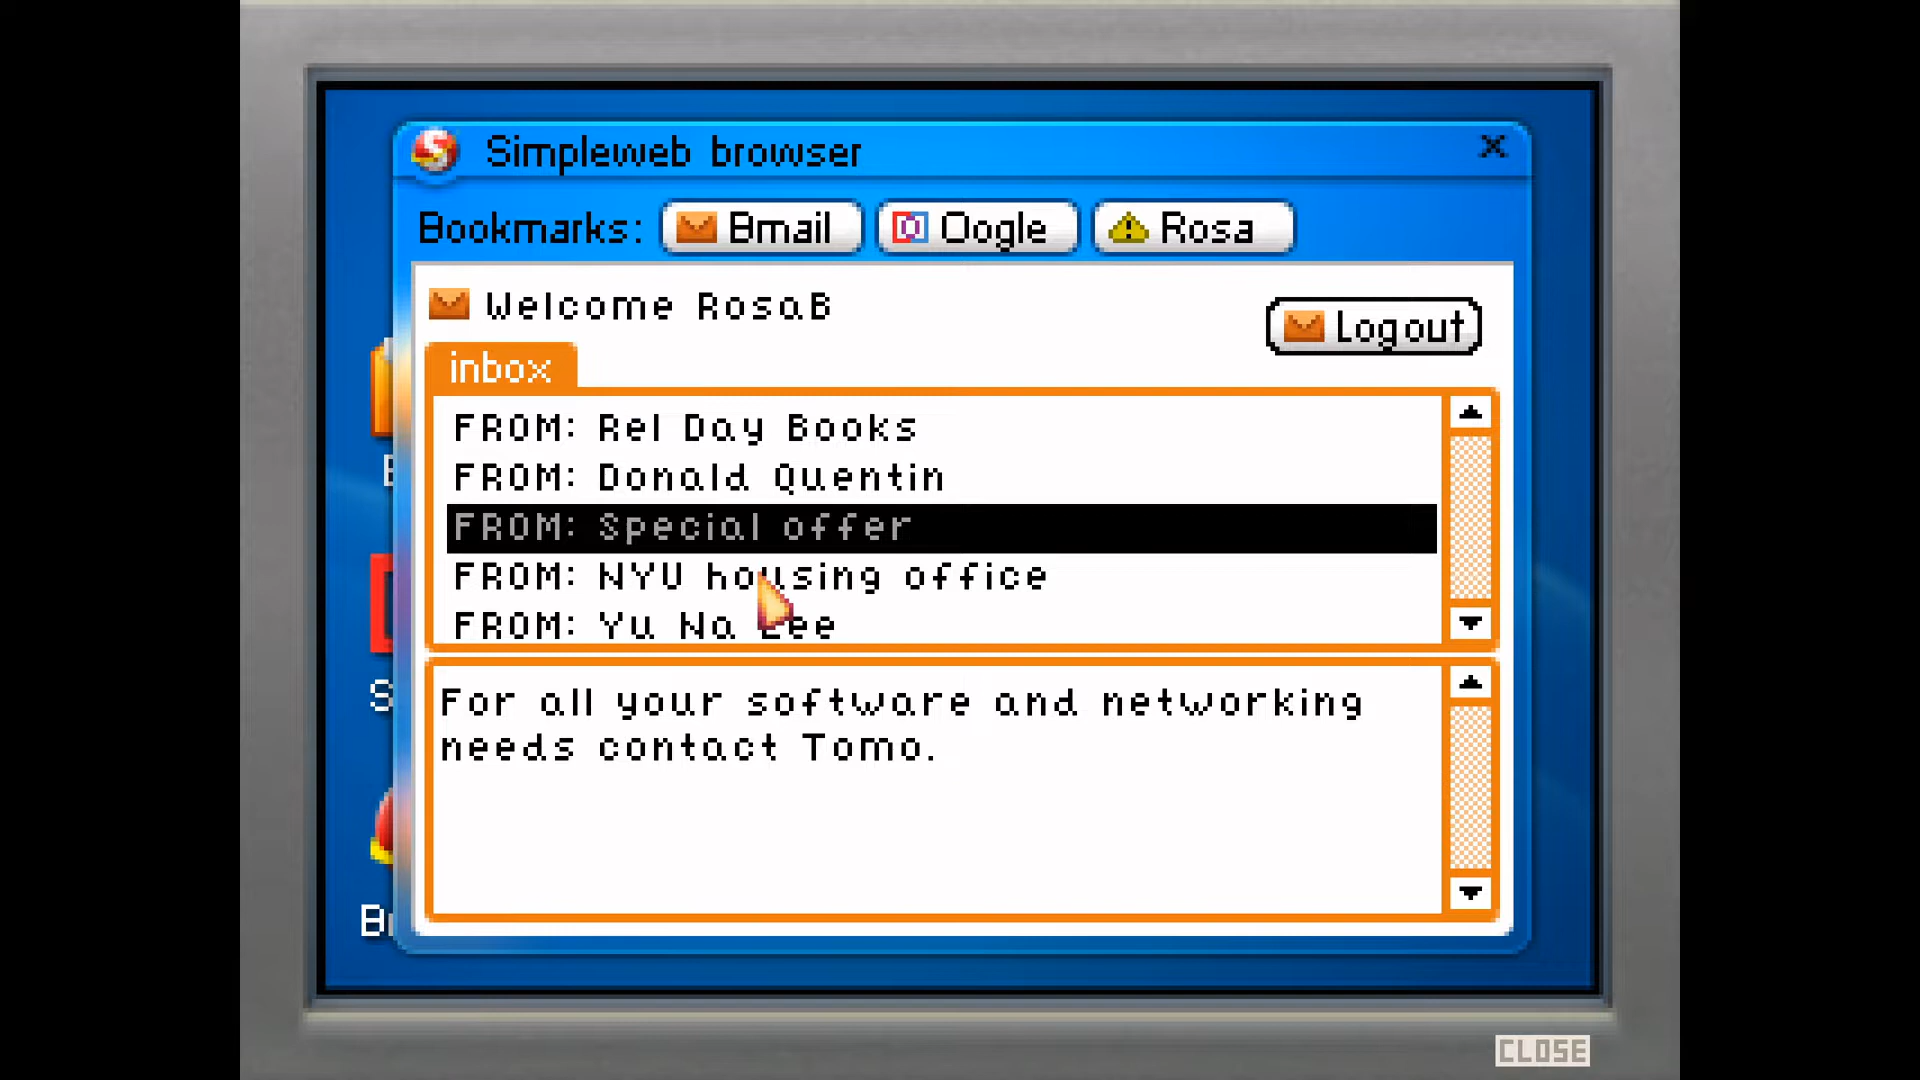 Simpleweb browser
Bookmarks: Bmail Oogle Rosa
Welcome RosaB
Logout
inbox
FROM: Rel Day Books
FROM: Donald Quentin
FROM: Special offer
FROM: NYU housing office
FROM: Yu Na Lee
For all your software and networking
needs contact Tomo.
CLOSE